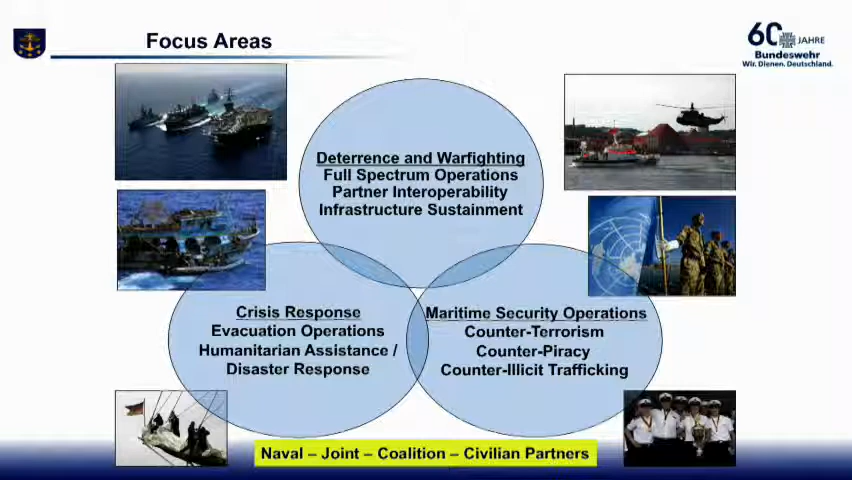 Focus Areas
60 JAHRE
Bundeswehr
Wir. Dienen. Deutschland.
Deterrence and Warfighting
Full Spectrum Operations
Partner Interoperability
Infrastructure Sustainment
Crisis Response
Evacuation Operations
Humanitarian Assistance /
Disaster Response
Maritime Security Operations
Counter-Terrorism
Counter-Piracy
Counter-Illicit Trafficking
Naval – Joint – Coalition – Civilian Partners